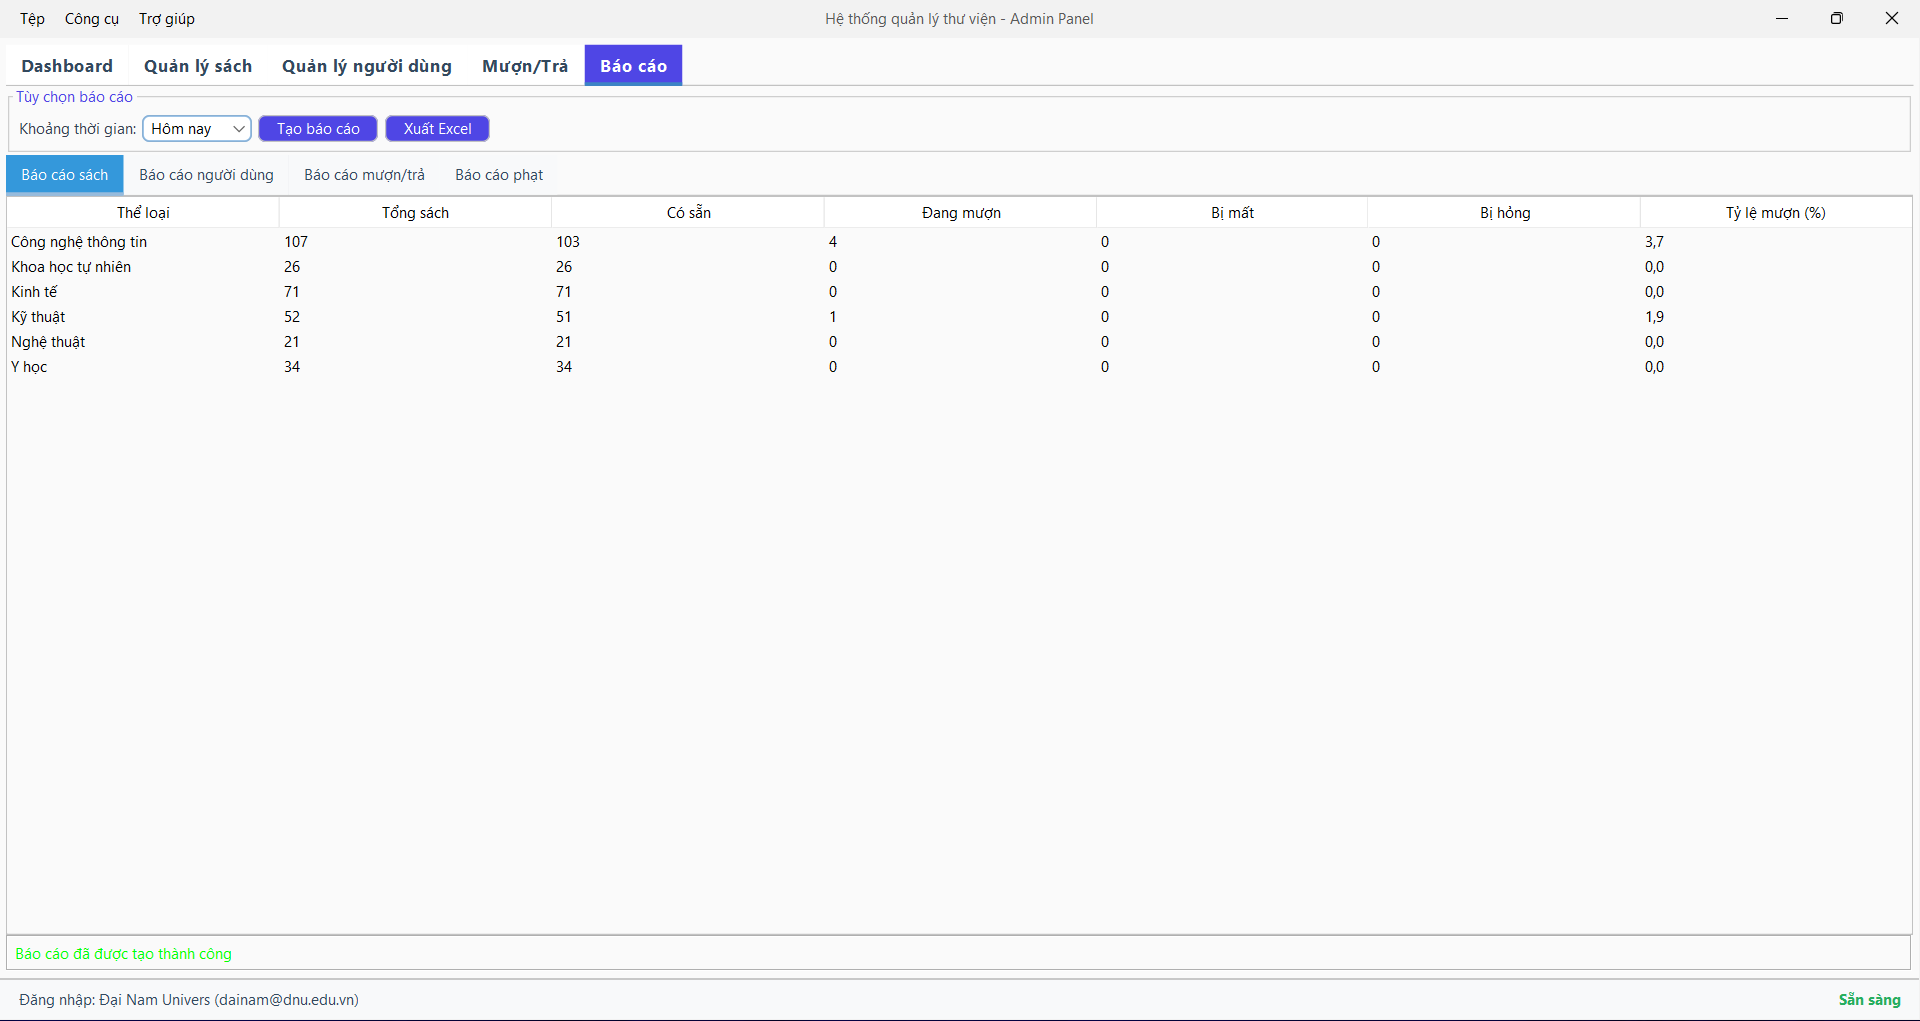 Tệp Công cụ Trợ giúp Hệ thống quản lý thư viện - Admin Panel
Dashboard Quản lý sách Quản lý người dùng Mượn/Trả Báo cáo
Tùy chọn báo cáo
Khoảng thời gian: Hôm nay Tạo báo cáo Xuất Excel
Báo cáo sách Báo cáo người dùng Báo cáo mượn/trả Báo cáo phạt
Thể loại Tổng sách Có sẵn Đang mượn Bị mất Bị hỏng Tỷ lệ mượn (%)
Công nghệ thông tin 107 103 4 0 0 3,7
Khoa học tự nhiên 26 26 0 0 0 0,0
Kinh tế 71 71 0 0 0 0,0
Kỹ thuật 52 51 1 0 0 1,9
Nghệ thuật 21 21 0 0 0 0,0
Y học 34 34 0 0 0 0,0
Báo cáo đã được tạo thành công
Đăng nhập: Đại Nam Univers (dainam@dnu.edu.vn) Sẵn sàng